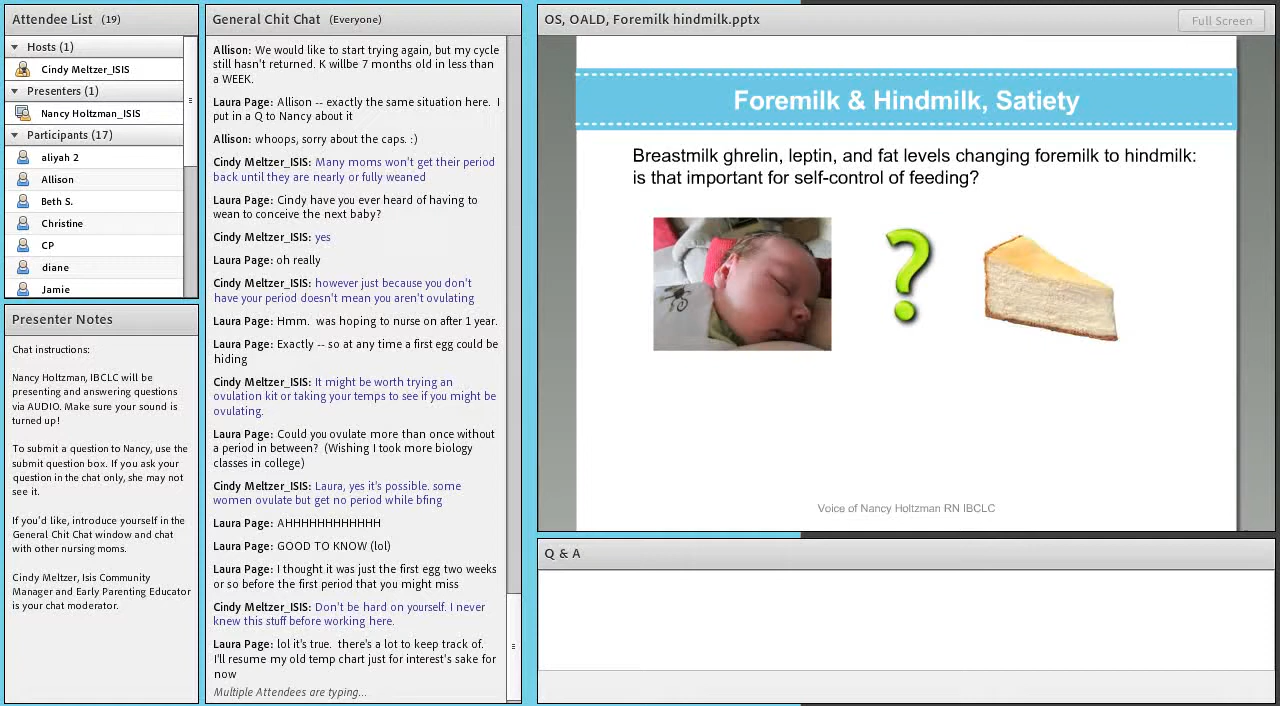 Attendee List (19)
Hosts (1)
Cindy Meltzer_ISIS
Presenters (1)
Nancy Holtzman_ISIS
Participants (17)
aliyah 2
Allison
Beth S.
Christine
CP
diane
Jamie
Presenter Notes
Chat instructions:
Nancy Holtzman, IBCLC will be
presenting and answering questions
via AUDIO. Make sure your sound is
turned up!
To submit a question to Nancy, use the
submit question box. If you ask your
question in the chat only, she may not
see it.
If you'd like, introduce yourself in the
General Chit Chat window and chat
with other nursing moms.
Cindy Meltzer, Isis Community
Manager and Early Parenting Educator
is your chat moderator.
General Chit Chat (Everyone)
Allison: We would like to start trying again, but my cycle
still hasn't returned. K willbe 7 months old in less than
a WEEK.
Laura Page: Allison -- exactly the same situation here. I
put in a Q to Nancy about it
Allison: whoops, sorry about the caps. :)
Cindy Meltzer_ISIS: Many moms won't get their period
back until they are nearly or fully weaned
Laura Page: Cindy have you ever heard of having to
wean to conceive the next baby?
Cindy Meltzer_ISIS: yes
Laura Page: oh really
Cindy Meltzer_ISIS: however just because you don't
have your period doesn't mean you aren't ovulating
Laura Page: Hmm. was hoping to nurse on after 1 year.
Laura Page: Exactly -- so at any time a first egg could be
hiding
Cindy Meltzer_ISIS: It might be worth trying an
ovulation kit or taking your temps to see if you might be
ovulating.
Laura Page: Could you ovulate more than once without
a period in between? (Wishing I took more biology
classes in college)
Cindy Meltzer_ISIS: Laura, yes it's possible. some
women ovulate but get no period while bfing
Laura Page: AHHHHHHHHHHHH
Laura Page: GOOD TO KNOW (lol)
Laura Page: I thought it was just the first egg two weeks
or so before the first period that you might miss
Cindy Meltzer_ISIS: Don't be hard on yourself. I never
knew this stuff before working here.
Laura Page: lol it's true. there's a lot to keep track of.
I'll resume my old temp chart just for interest's sake for
now
Multiple Attendees are typing...
OS, OALD, Foremilk hindmilk.pptx
Full Screen
Foremilk & Hindmilk, Satiety
Breastmilk ghrelin, leptin, and fat levels changing foremilk to hindmilk:
is that important for self-control of feeding?
?
Voice of Nancy Holtzman RN IBCLC
Q & A